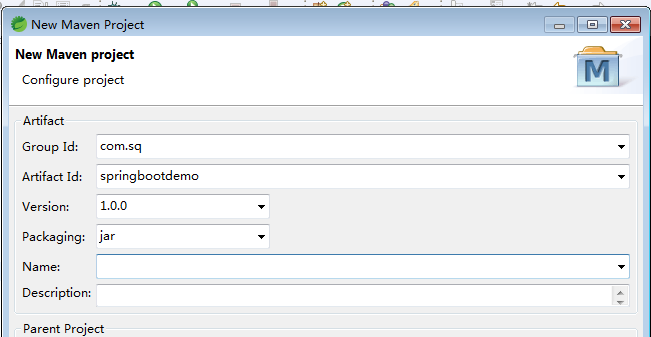 New Maven Project
New Maven project
Configure project
M
Artifact
Group Id: com.sq
Artifact Id: springbootdemo
Version: 1.0.0
Packaging: jar
Name:
Description:
Parent Project